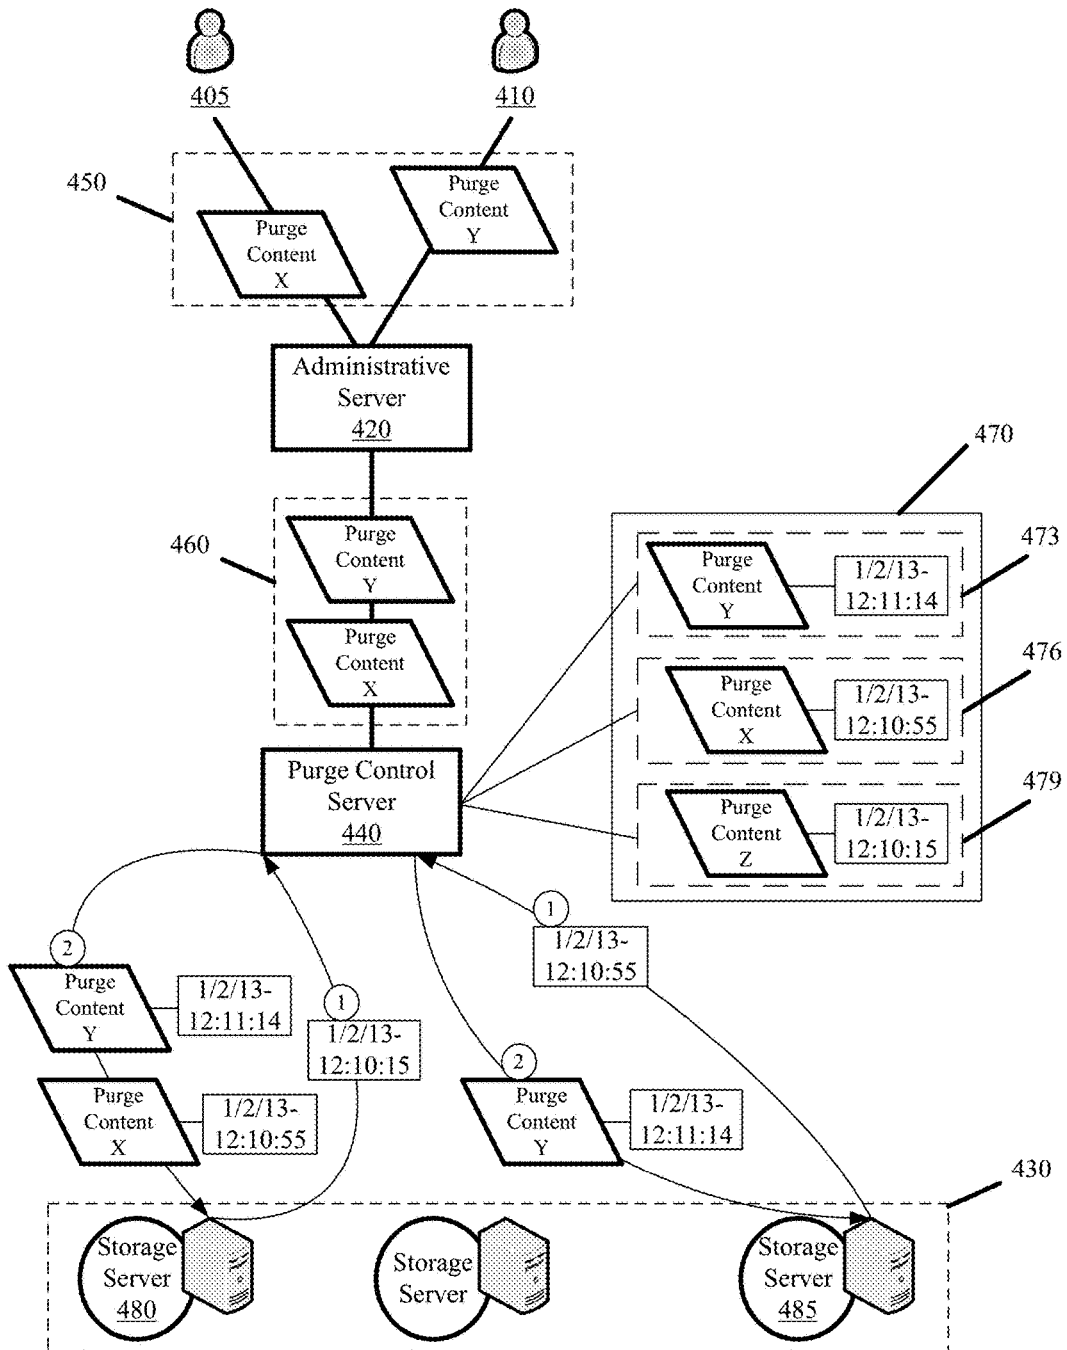 405
410
450
Purge
Content
Y
Purge
Content
X
Administrative
Server
420
470
460
Purge
Content
Y
Purge
Content
X
473
Purge
Content
Y
1/2/13-
12:11:14
476
Purge
Content
X
1/2/13-
12:10:55
479
Purge
Content
Z
1/2/13-
12:10:15
Purge Control
Server
440
1
1/2/13-
12:10:55
2
Purge
Content
Y
1/2/13-
12:11:14
1
1/2/13-
12:10:15
Purge
Content
X
1/2/13-
12:10:55
2
Purge
Content
Y
1/2/13-
12:11:14
430
Storage
Server
480
Storage
Server
Storage
Server
485